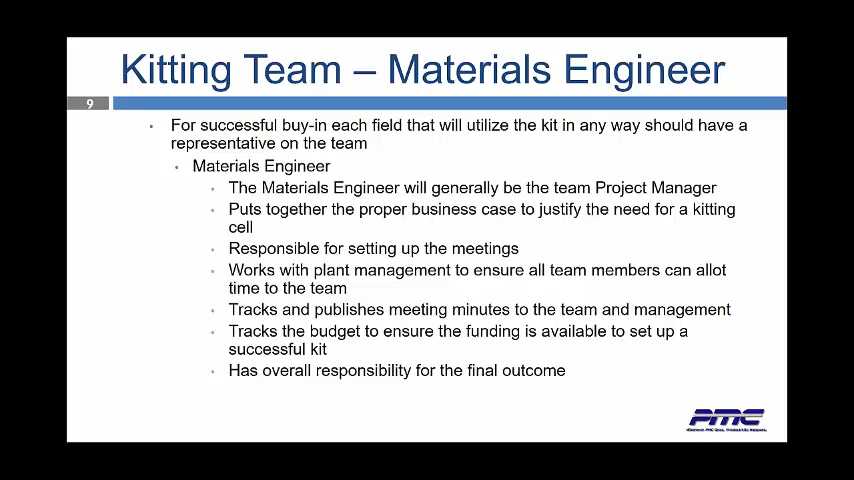 Kitting Team – Materials Engineer
9
For successful buy-in each field that will utilize the kit in any way should have a
representative on the team
Materials Engineer
The Materials Engineer will generally be the team Project Manager
Puts together the proper business case to justify the need for a kitting
cell
Responsible for setting up the meetings
Works with plant management to ensure all team members can allot
time to the team
Tracks and publishes meeting minutes to the team and management
Tracks the budget to ensure the funding is available to set up a
successful kit
Has overall responsibility for the final outcome
PMC